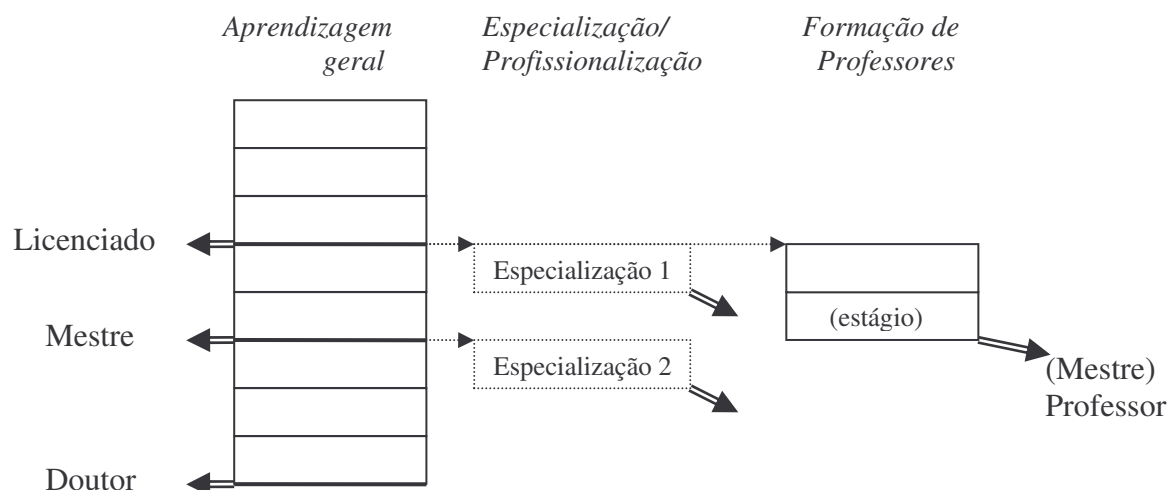 Aprendizagem
geral
Especialização/
Profissionalização
Formação de
Professores
Licenciado
Especialização 1
(estágio)
Mestre
Especialização 2
(Mestre)
Professor
Doutor